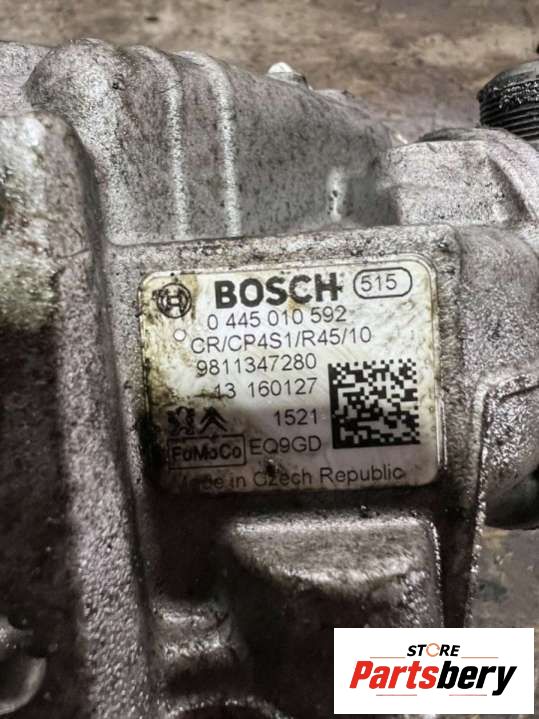 BOSCH 515
0 445 010 592
CR/CP4S1/R45/10
9811347280
13 160127
1521
FoMoCo EQ9GD
Made in Czech Republic
STORE
Partsbery